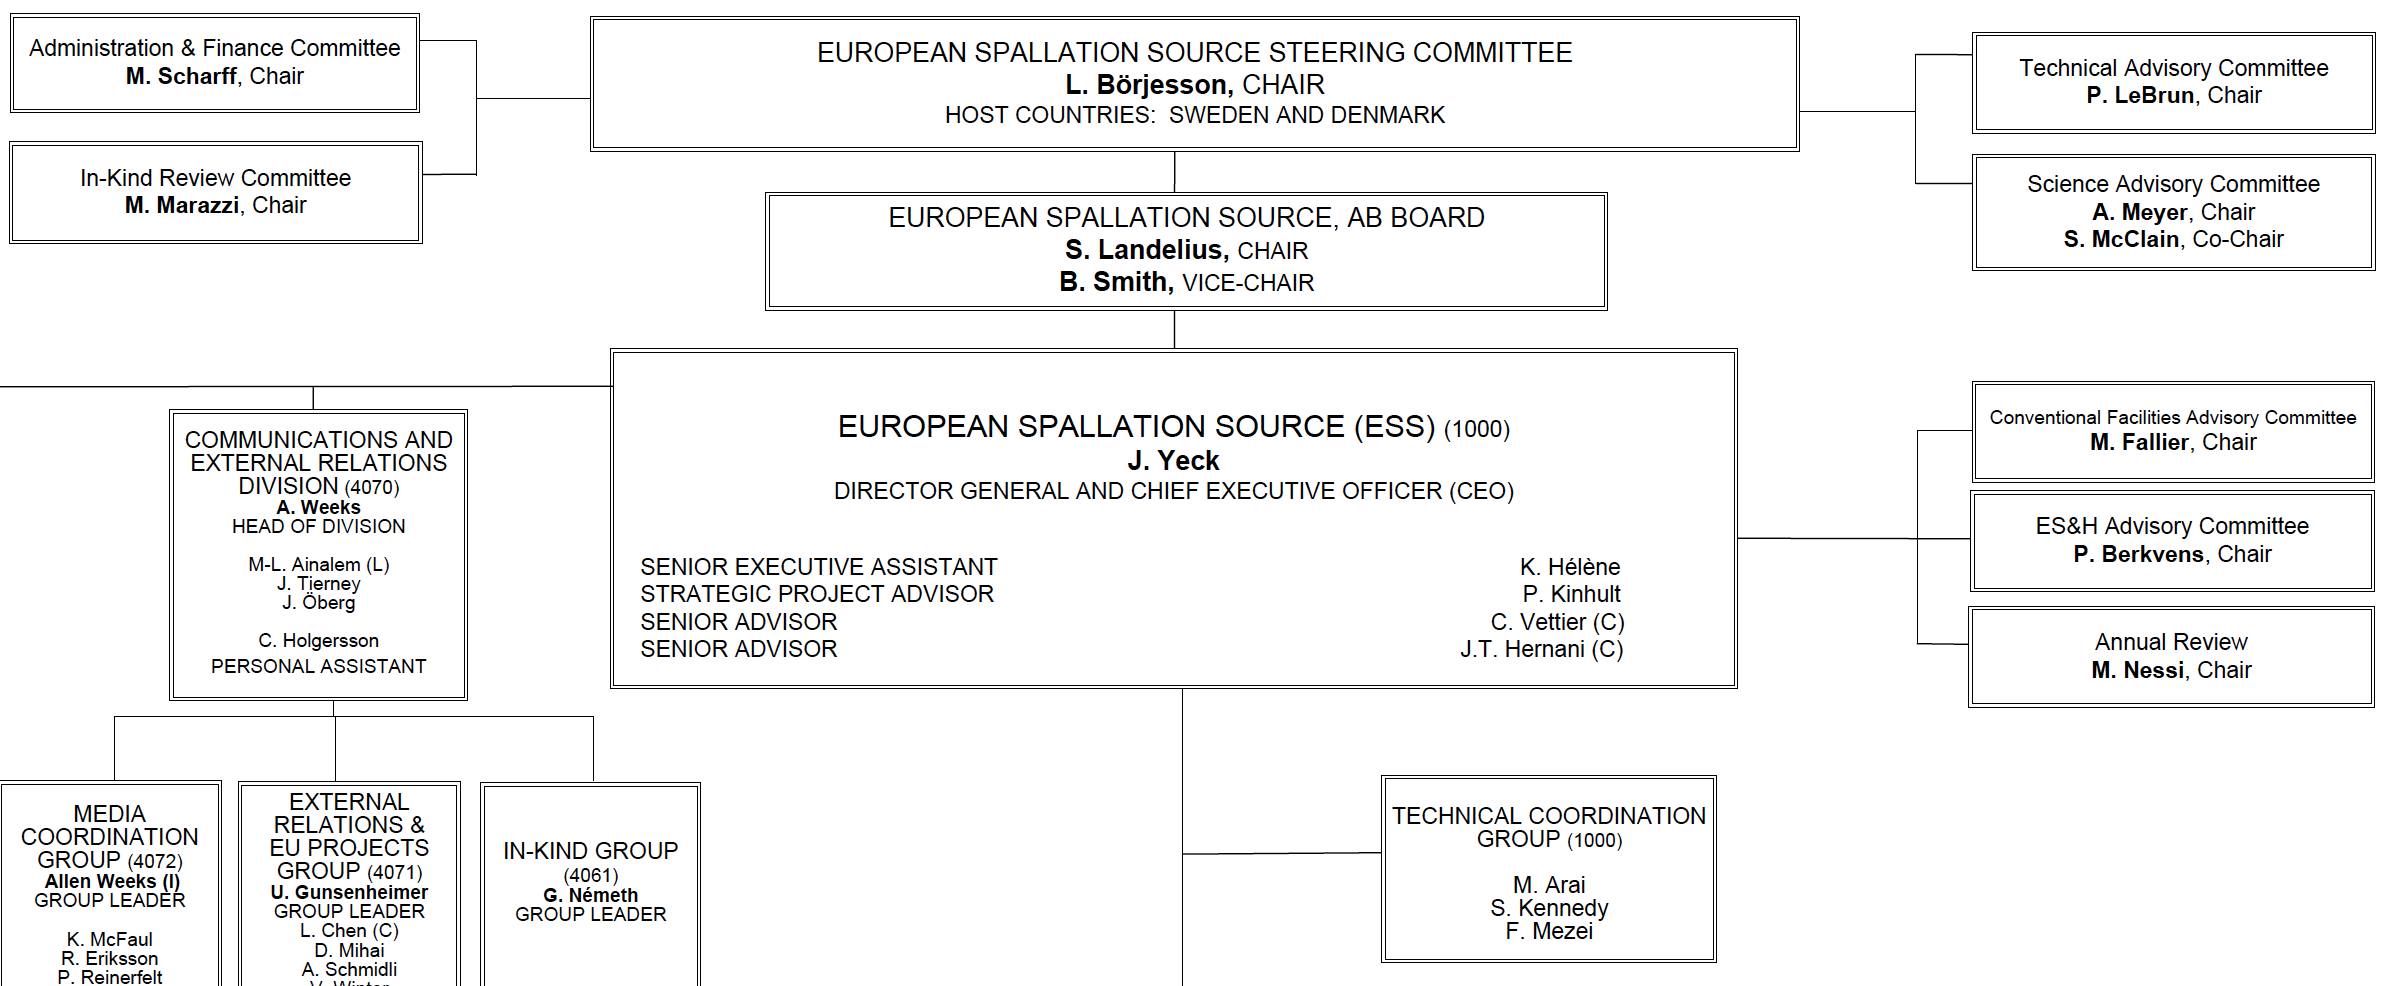 Administration & Finance Committee
M. Scharff, Chair
In-Kind Review Committee
M. Marazzi, Chair
EUROPEAN SPALLATION SOURCE STEERING COMMITTEE
L. Börjesson, CHAIR
HOST COUNTRIES:  SWEDEN AND DENMARK
Technical Advisory Committee
P. LeBrun, Chair
Science Advisory Committee
A. Meyer, Chair
S. McClain, Co-Chair
EUROPEAN SPALLATION SOURCE, AB BOARD
S. Landelius, CHAIR
B. Smith, VICE-CHAIR
EUROPEAN SPALLATION SOURCE (ESS) (1000)
J. Yeck
DIRECTOR GENERAL AND CHIEF EXECUTIVE OFFICER (CEO)
SENIOR EXECUTIVE ASSISTANT K. Hélène
STRATEGIC PROJECT ADVISOR P. Kinhult
SENIOR ADVISOR C. Vettier (C)
SENIOR ADVISOR J.T. Hernani (C)
Conventional Facilities Advisory Committee
M. Fallier, Chair
ES&H Advisory Committee
P. Berkvens, Chair
Annual Review
M. Nessi, Chair
COMMUNICATIONS AND
EXTERNAL RELATIONS
DIVISION (4070)
A. Weeks
HEAD OF DIVISION
M-L. Ainalem (L)
J. Tierney
J. Öberg
C. Holgersson
PERSONAL ASSISTANT
MEDIA
COORDINATION
GROUP (4072)
Allen Weeks (I)
GROUP LEADER
K. McFaul
R. Eriksson
P. Reinerfelt
EXTERNAL
RELATIONS &
EU PROJECTS
GROUP (4071)
U. Gunsenheimer
GROUP LEADER
L. Chen (C)
D. Mihai
A. Schmidli
IN-KIND GROUP
(4061)
G. Németh
GROUP LEADER
TECHNICAL COORDINATION
GROUP (1000)
M. Arai
S. Kennedy
F. Mezei